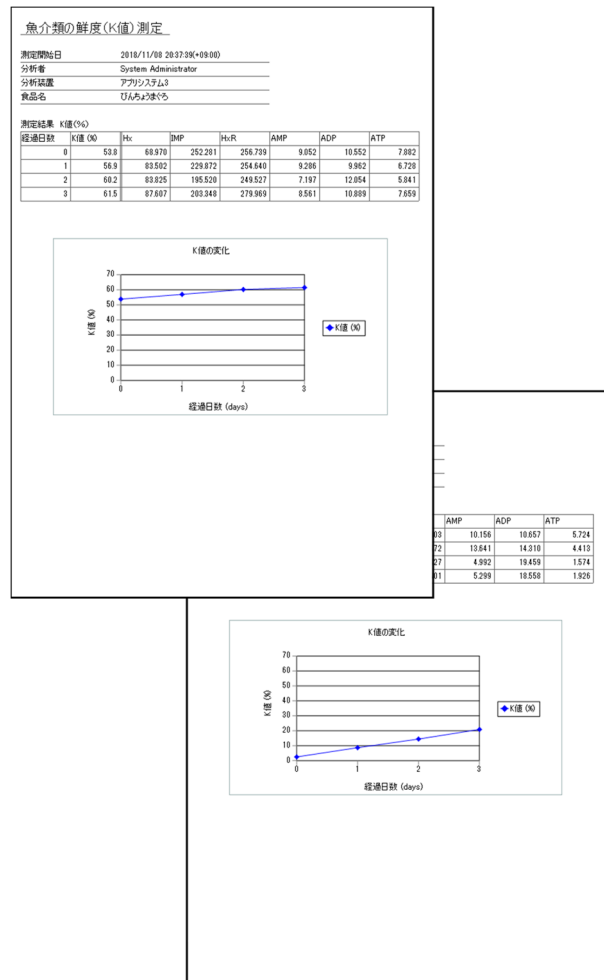 魚介類の鮮度(K値)測定
測定開始日 2018/11/08 20:37:39(+09:00)
分析者 System Administrator
分析装置 アプリシステム3
食品名 びんちょうまぐろ
測定結果 K値(%)
経過日数 K値(%) Hx IMP HxR AMP ADP ATP
0 53.8 68.970 252.281 256.739 9.052 10.552 7.882
1 56.9 83.502 229.872 254.640 9.286 9.962 6.728
2 60.2 83.825 195.520 249.527 7.197 12.054 5.841
3 61.5 87.607 203.348 279.969 8.561 10.889 7.659
K値の変化
70
60
50
40
30
20
10
0
K値(%)
0 1 2 3
経過日数 (days)
K値(%)
AMP ADP ATP
03 10.156 10.657 5.724
72 13.641 14.310 4.413
27 4.992 19.459 1.574
01 5.299 18.558 1.926
K値の変化
70
60
50
40
30
20
10
0
K値(%)
0 1 2 3
経過日数 (days)
K値(%)